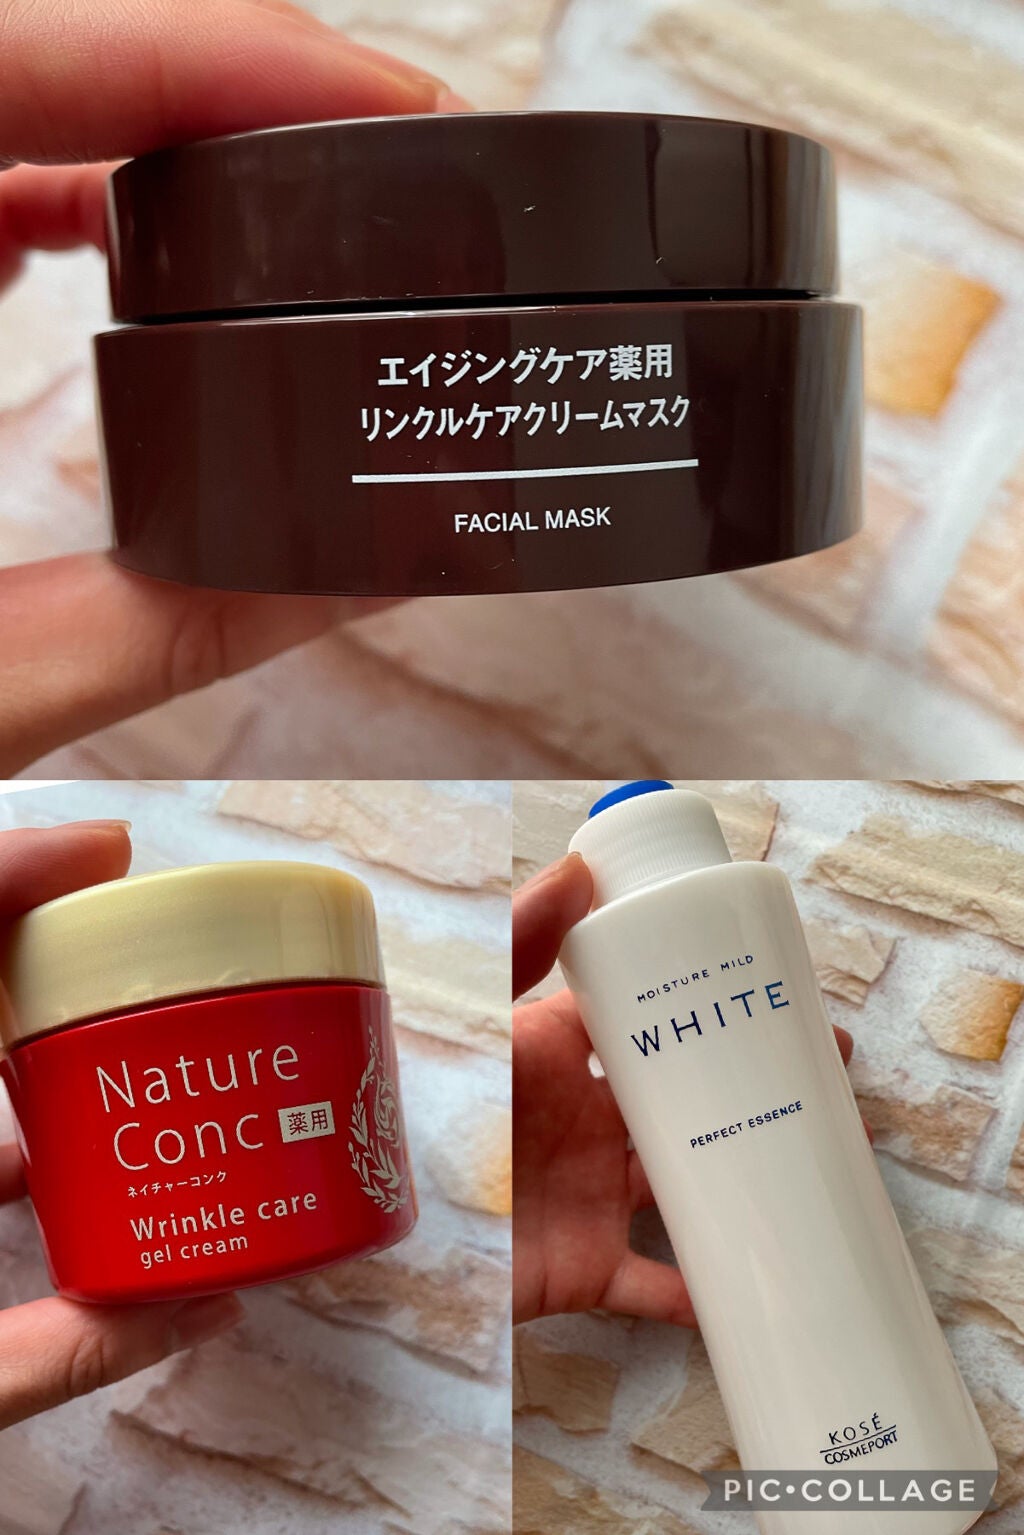 エイジングケア薬用
リンクルケアクリームマスク
FACIAL MASK
Nature
Conc 薬用
ネイチャーコンク
Wrinkle care
gel cream
MOISTURE MILD
WHITE
PERFECT ESSENCE
KOSÉ
COSMEPORT
PIC•COLLAGE